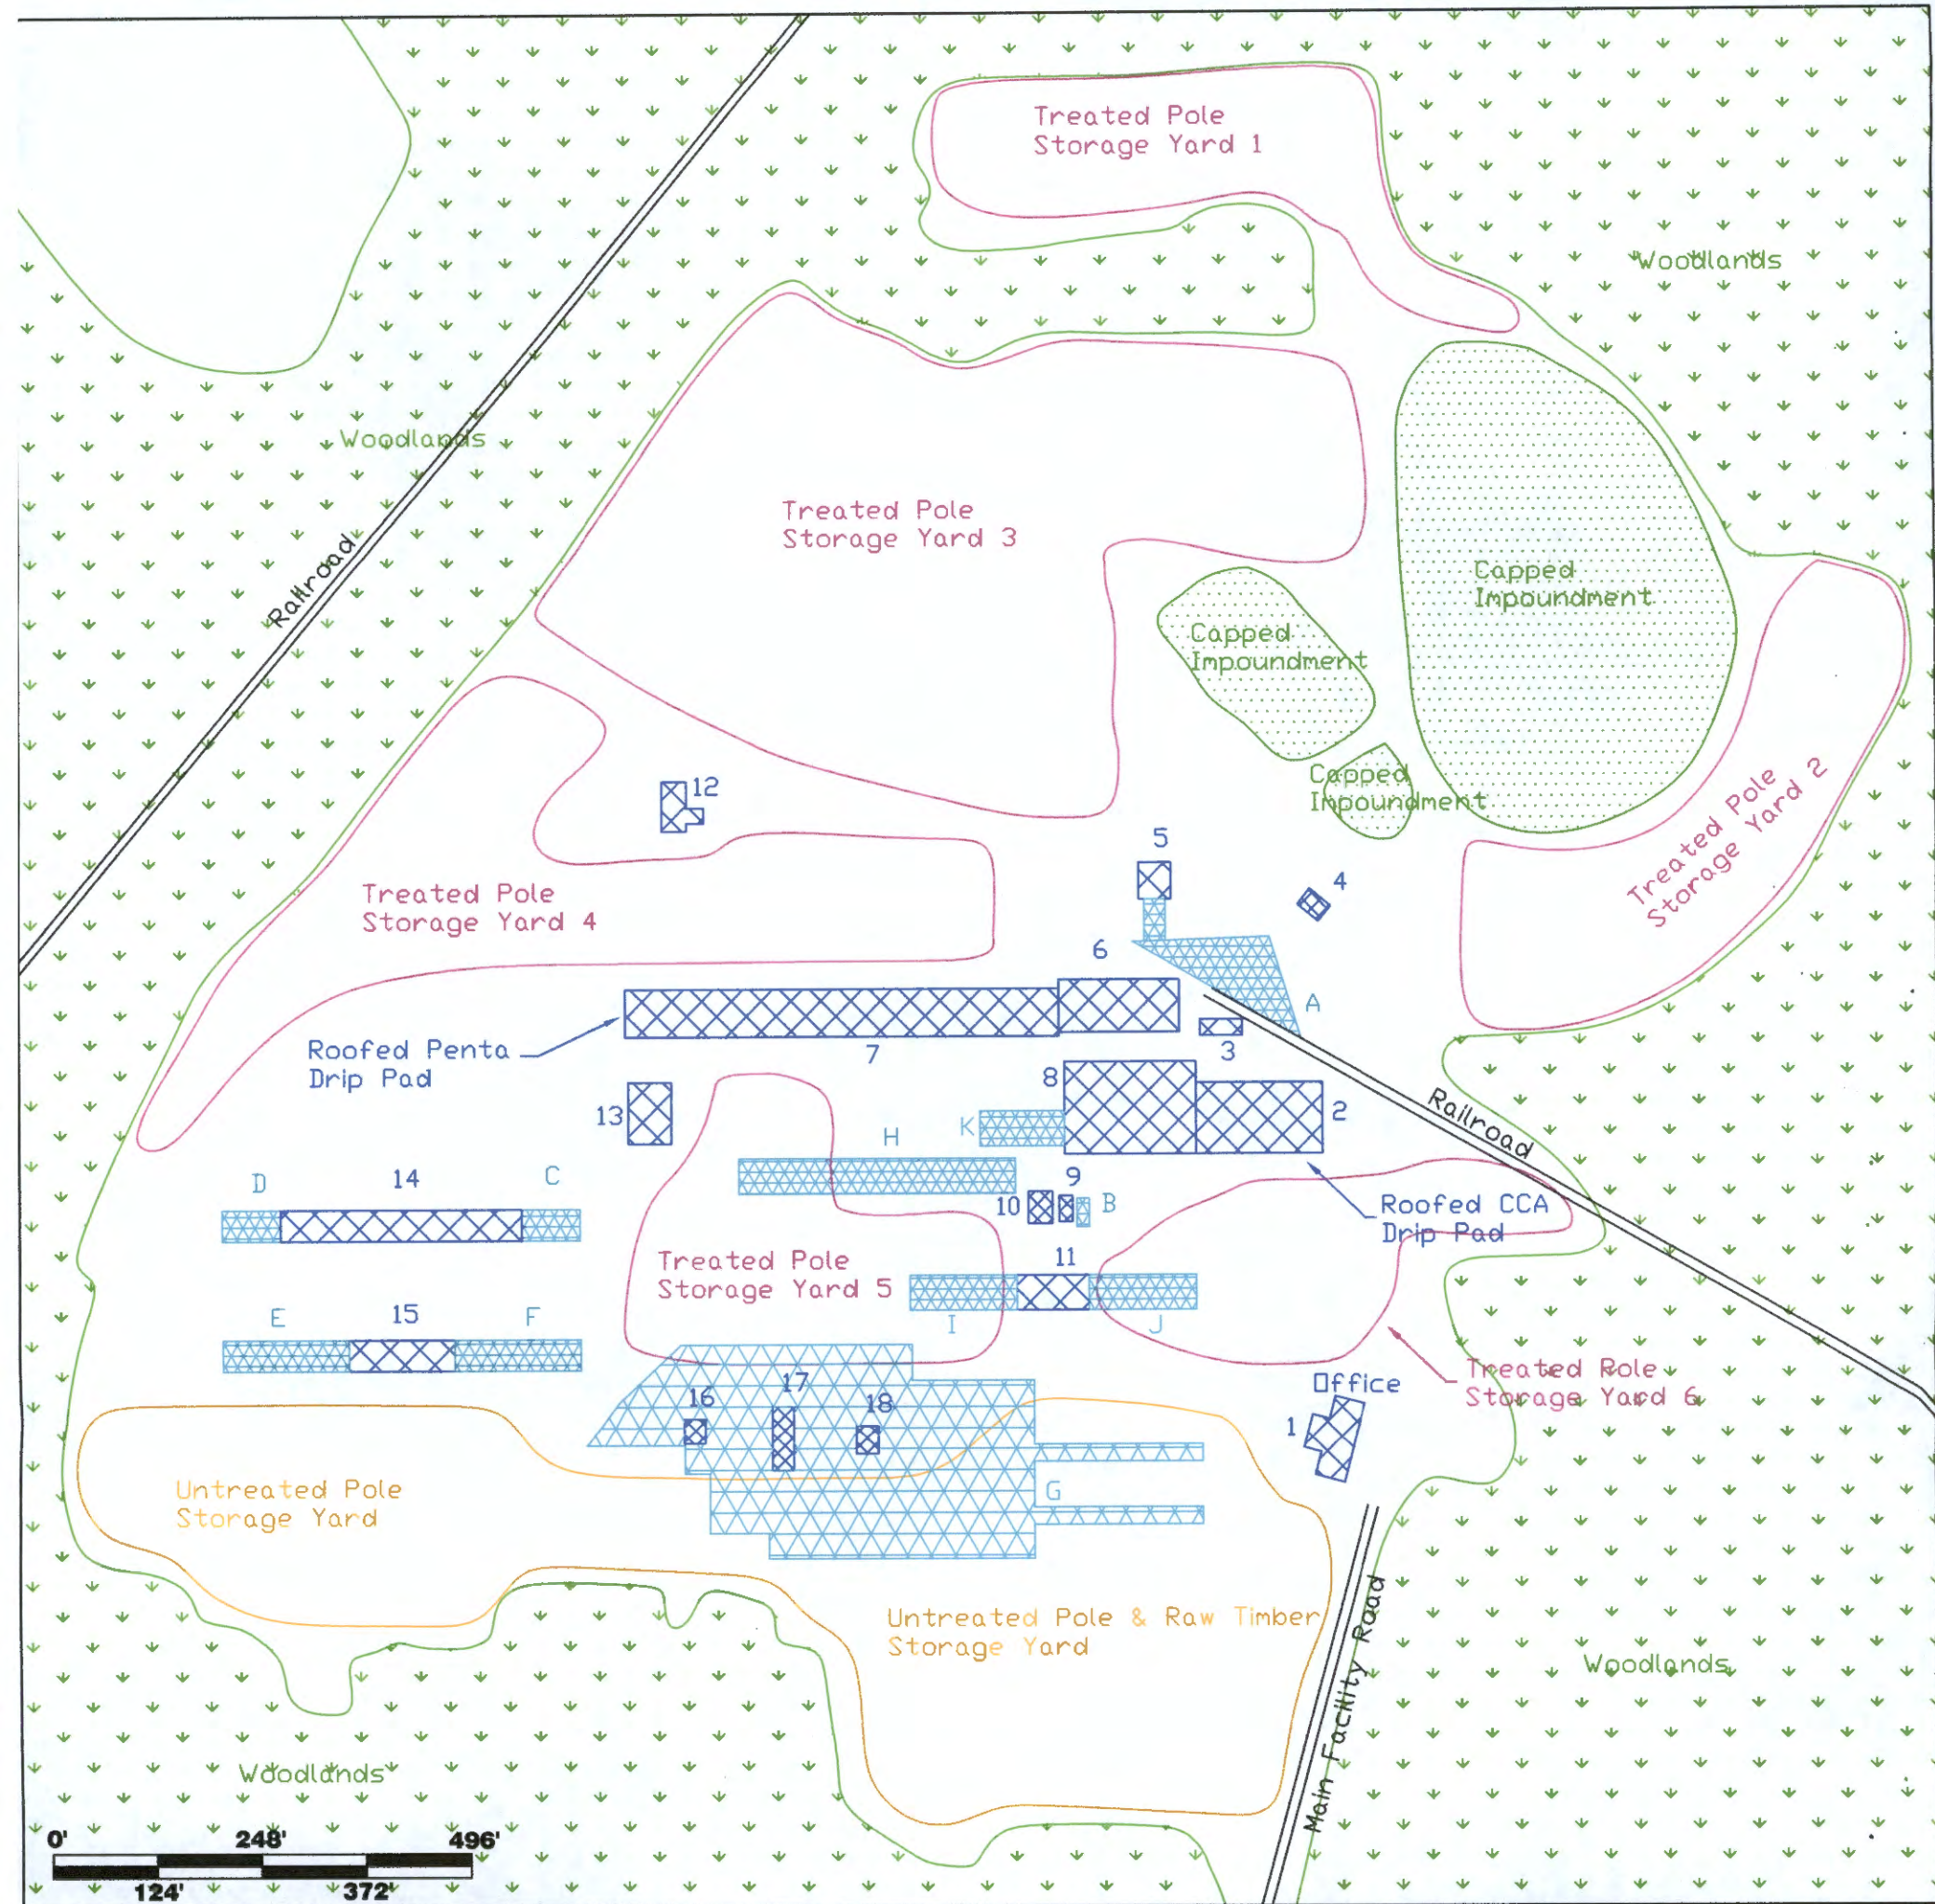 Treated Pole
Storage Yard 1
Woodlands
Woodlands
Treated Pole
Storage Yard 3
Railroad
Capped
Impoundment
Capped
Impoundment
Capped
Impoundment
Treated Pole
Storage Yard 2
12
5
4
Treated Pole
Storage Yard 4
6
A
Roofed Penta
Drip Pad
7
3
8
2
Railroad
13
K
H
D
14
C
9
10
B
Roofed CCA
Drip Pad
Treated Pole
Storage Yard 5
11
E
15
F
I
J
Treated Pole
Storage Yard 6
Office
16
17
18
1
Untreated Pole
Storage Yard
G
Untreated Pole & Raw Timber
Storage Yard
Main Facility Road
Woodlands
Woodlands
0' 248' 496'
124' 372'